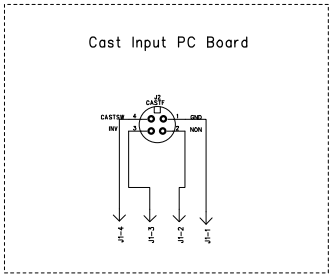 Cast Input PC Board
J2
CASTF
CASTSW 4 1 GND
INV 3 2 NON
J1-4 J1-3 J1-2 J1-1